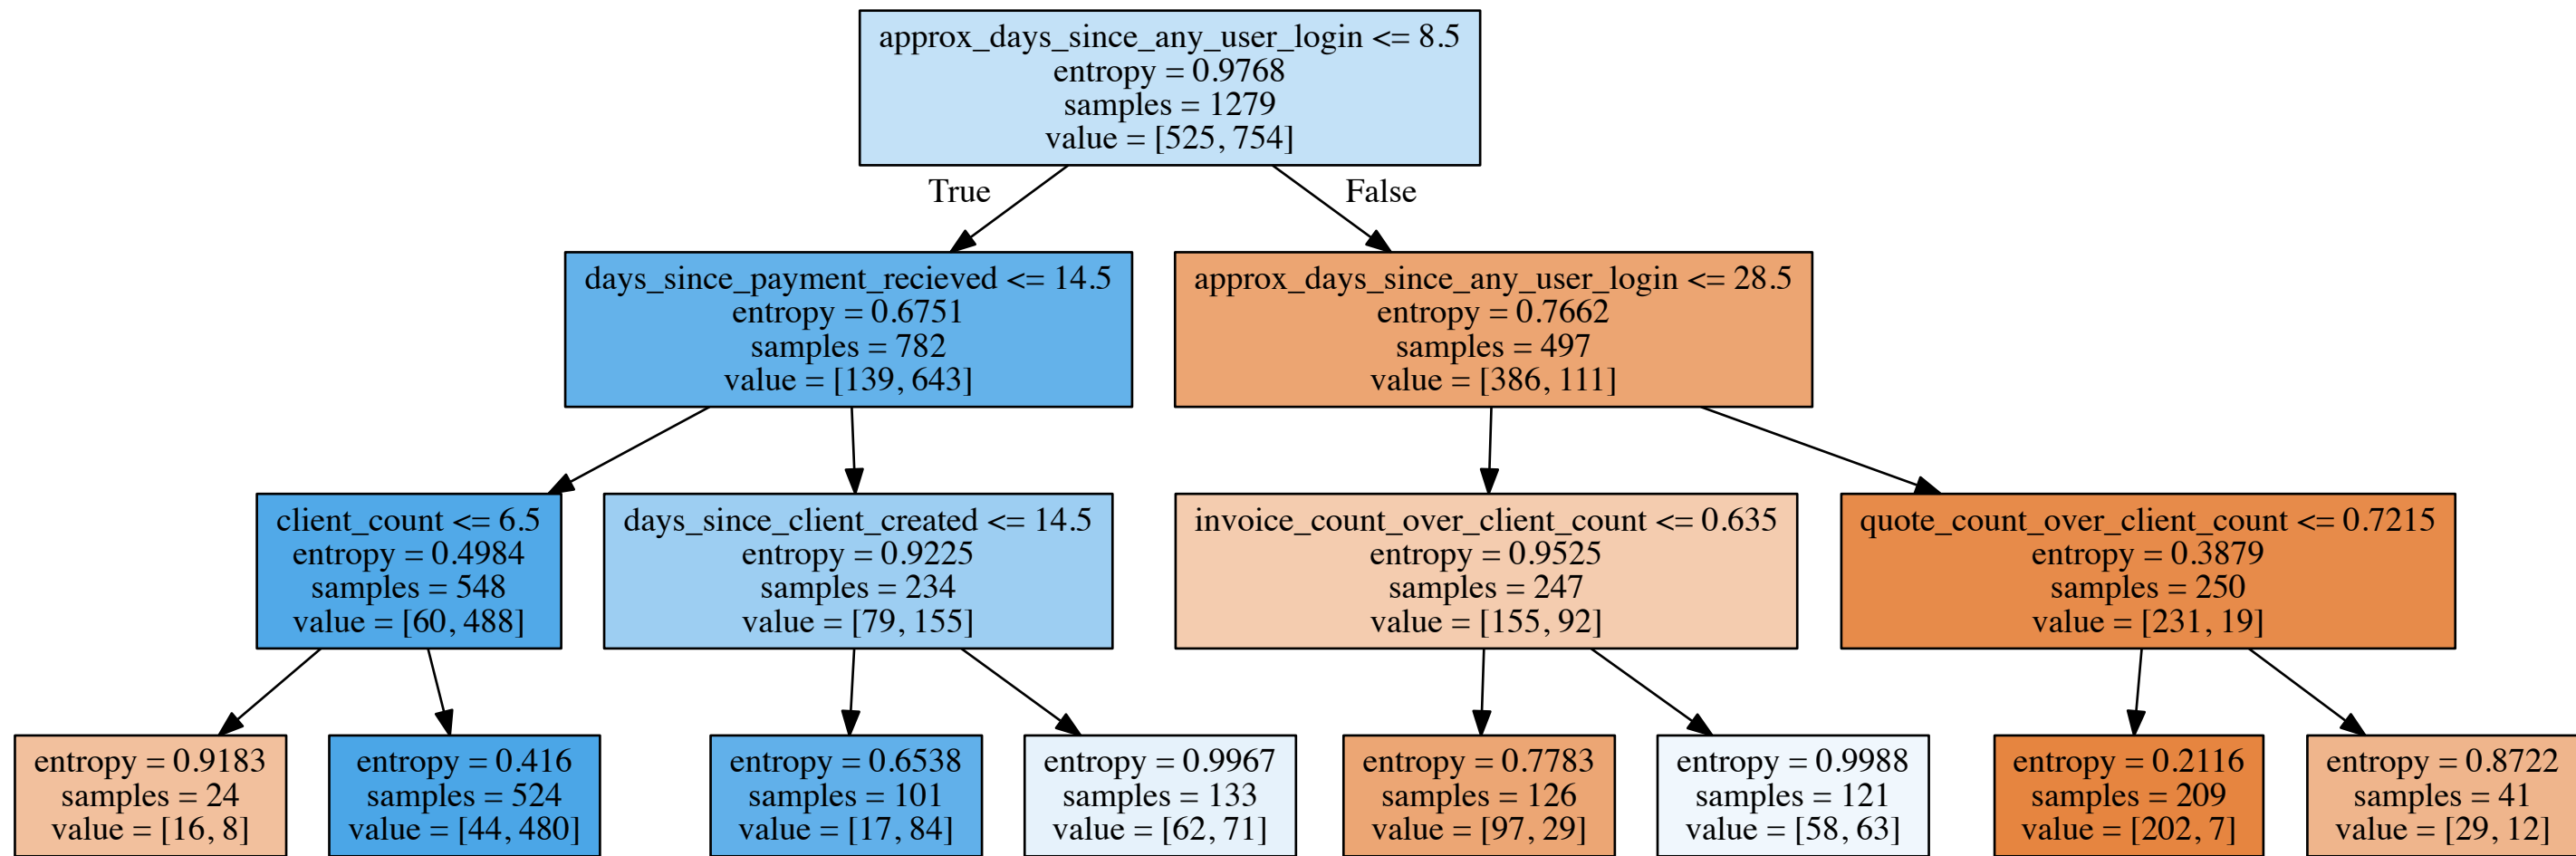 approx_days_since_any_user_login <= 8.5
entropy = 0.9768
samples = 1279
value = [525, 754]
True
False
days_since_payment_recieved <= 14.5
entropy = 0.6751
samples = 782
value = [139, 643]
approx_days_since_any_user_login <= 28.5
entropy = 0.7662
samples = 497
value = [386, 111]
client_count <= 6.5
entropy = 0.4984
samples = 548
value = [60, 488]
days_since_client_created <= 14.5
entropy = 0.9225
samples = 234
value = [79, 155]
invoice_count_over_client_count <= 0.635
entropy = 0.9525
samples = 247
value = [155, 92]
quote_count_over_client_count <= 0.7215
entropy = 0.3879
samples = 250
value = [231, 19]
entropy = 0.9183
samples = 24
value = [16, 8]
entropy = 0.416
samples = 524
value = [44, 480]
entropy = 0.6538
samples = 101
value = [17, 84]
entropy = 0.9967
samples = 133
value = [62, 71]
entropy = 0.7783
samples = 126
value = [97, 29]
entropy = 0.9988
samples = 121
value = [58, 63]
entropy = 0.2116
samples = 209
value = [202, 7]
entropy = 0.8722
samples = 41
value = [29, 12]